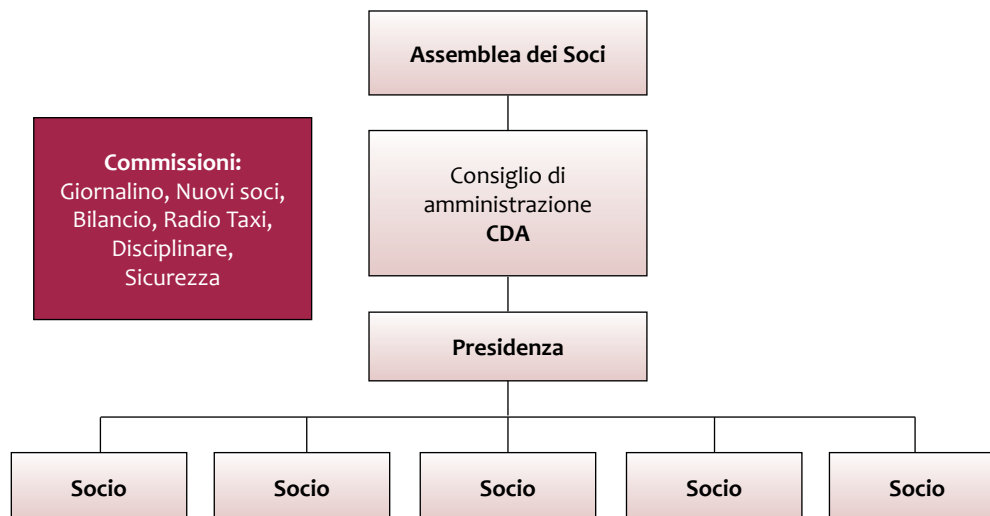 Assemblea dei Soci
Commissioni:
Giornalino, Nuovi soci,
Bilancio, Radio Taxi,
Disciplinare,
Sicurezza
Consiglio di
amministrazione
CDA
Presidenza
Socio
Socio
Socio
Socio
Socio